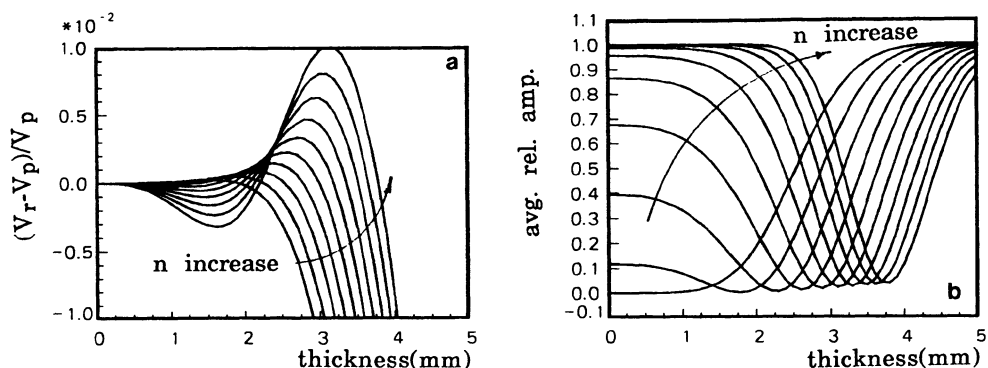 *10⁻²
(Vr-Vp)/Vp
1.0
0.5
0.0
-0.5
-1.0
a
n increase
0 1 2 3 4 5
thickness(mm)
avg. rel. amp.
1.1
1.0
0.9
0.8
0.7
0.6
0.5
0.4
0.3
0.2
0.1
0.0
-0.1
n increase
b
0 1 2 3 4 5
thickness(mm)